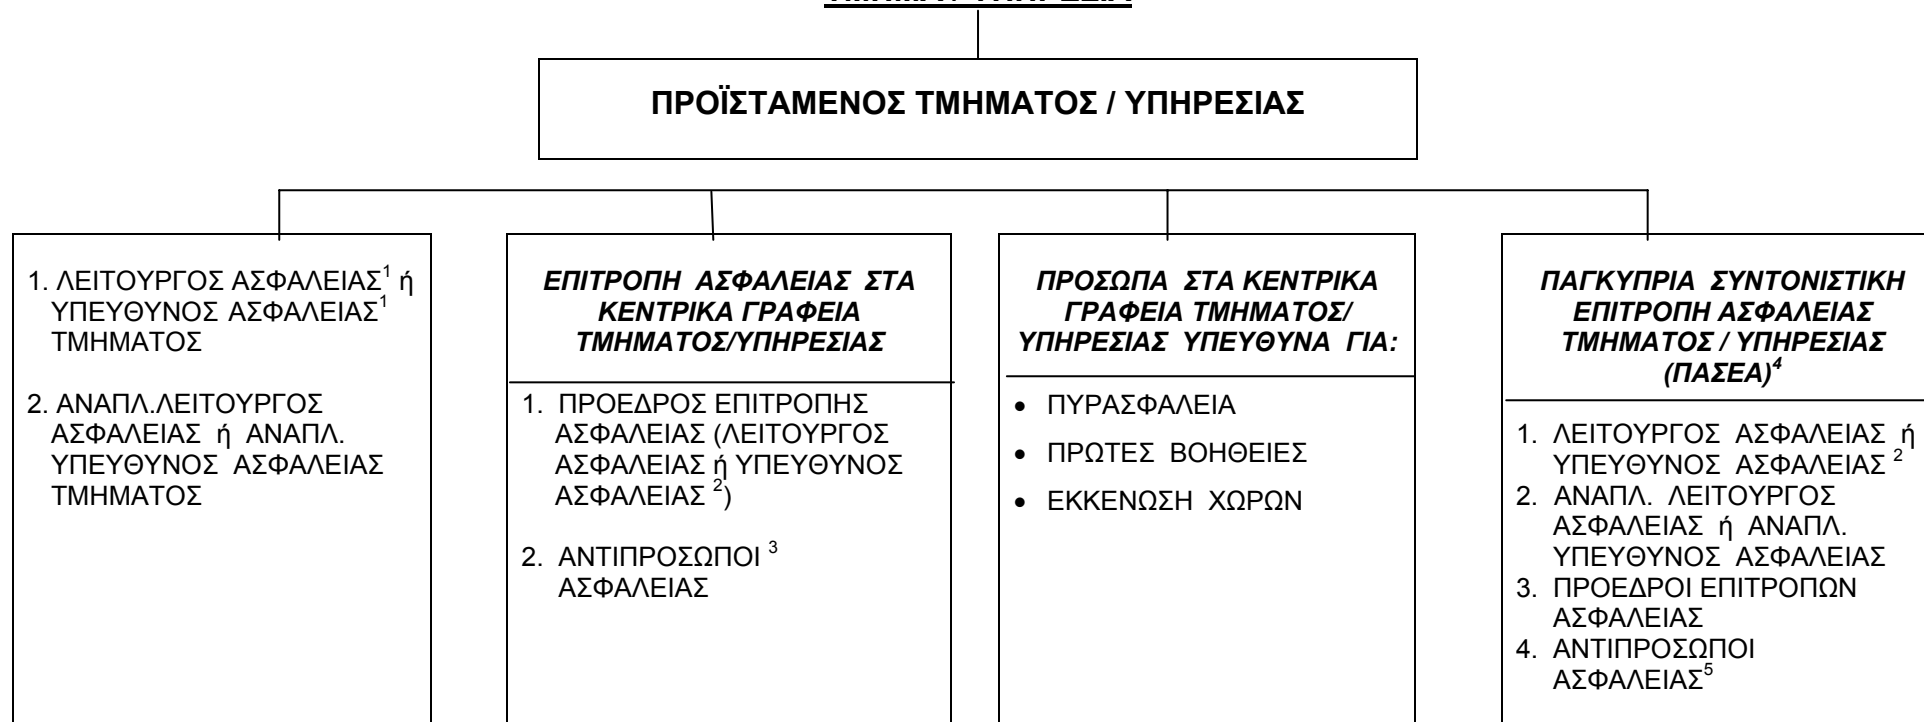 ΠΡΟΪΣΤΑΜΕΝΟΣ ΤΜΗΜΑΤΟΣ / ΥΠΗΡΕΣΙΑΣ
1. ΛΕΙΤΟΥΡΓΟΣ ΑΣΦΑΛΕΙΑΣ¹ ή
ΥΠΕΥΘΥΝΟΣ ΑΣΦΑΛΕΙΑΣ¹
ΤΜΗΜΑΤΟΣ
2. ΑΝΑΠΛ.ΛΕΙΤΟΥΡΓΟΣ
ΑΣΦΑΛΕΙΑΣ ή ΑΝΑΠΛ.
ΥΠΕΥΘΥΝΟΣ ΑΣΦΑΛΕΙΑΣ
ΤΜΗΜΑΤΟΣ
ΕΠΙΤΡΟΠΗ ΑΣΦΑΛΕΙΑΣ ΣΤΑ
ΚΕΝΤΡΙΚΑ ΓΡΑΦΕΙΑ
ΤΜΗΜΑΤΟΣ/ΥΠΗΡΕΣΙΑΣ
1. ΠΡΟΕΔΡΟΣ ΕΠΙΤΡΟΠΗΣ
ΑΣΦΑΛΕΙΑΣ (ΛΕΙΤΟΥΡΓΟΣ
ΑΣΦΑΛΕΙΑΣ ή ΥΠΕΥΘΥΝΟΣ
ΑΣΦΑΛΕΙΑΣ ²)
2. ΑΝΤΙΠΡΟΣΩΠΟΙ ³
ΑΣΦΑΛΕΙΑΣ
ΠΡΟΣΩΠΑ ΣΤΑ ΚΕΝΤΡΙΚΑ
ΓΡΑΦΕΙΑ ΤΜΗΜΑΤΟΣ/
ΥΠΗΡΕΣΙΑΣ ΥΠΕΥΘΥΝΑ ΓΙΑ:
• ΠΥΡΑΣΦΑΛΕΙΑ
• ΠΡΩΤΕΣ ΒΟΗΘΕΙΕΣ
• ΕΚΚΕΝΩΣΗ ΧΩΡΩΝ
ΠΑΓΚΥΠΡΙΑ ΣΥΝΤΟΝΙΣΤΙΚΗ
ΕΠΙΤΡΟΠΗ ΑΣΦΑΛΕΙΑΣ
ΤΜΗΜΑΤΟΣ / ΥΠΗΡΕΣΙΑΣ
(ΠΑΣΕΑ)⁴
1. ΛΕΙΤΟΥΡΓΟΣ ΑΣΦΑΛΕΙΑΣ ή
ΥΠΕΥΘΥΝΟΣ ΑΣΦΑΛΕΙΑΣ ²
2. ΑΝΑΠΛ. ΛΕΙΤΟΥΡΓΟΣ
ΑΣΦΑΛΕΙΑΣ ή ΑΝΑΠΛ.
ΥΠΕΥΘΥΝΟΣ ΑΣΦΑΛΕΙΑΣ
3. ΠΡΟΕΔΡΟΙ ΕΠΙΤΡΟΠΩΝ
ΑΣΦΑΛΕΙΑΣ
4. ΑΝΤΙΠΡΟΣΩΠΟΙ
ΑΣΦΑΛΕΙΑΣ⁵